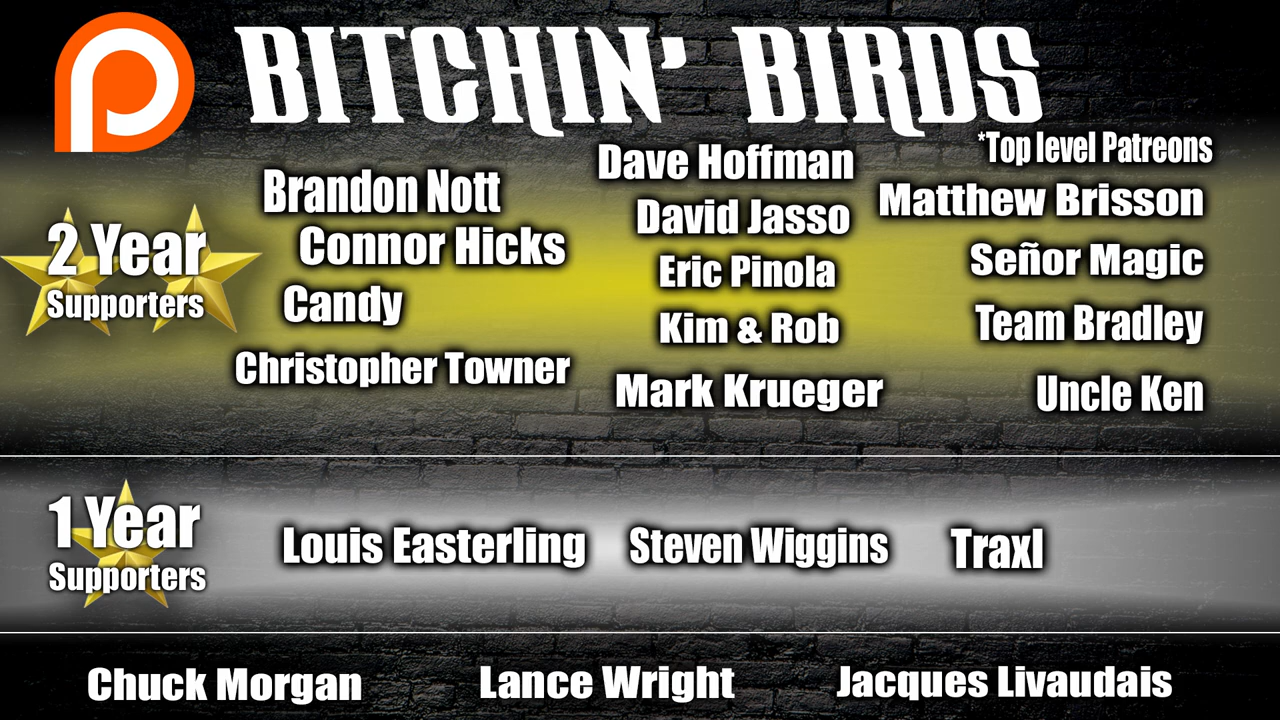 BITCHIN' BIRDS
*Top level Patreons
2 Year
Supporters
Brandon Nott
Connor Hicks
Candy
Christopher Towner
Dave Hoffman
David Jasso
Eric Pinola
Kim & Rob
Mark Krueger
Matthew Brisson
Señor Magic
Team Bradley
Uncle Ken
1 Year
Supporters
Louis Easterling
Steven Wiggins
Traxl
Chuck Morgan
Lance Wright
Jacques Livaudais